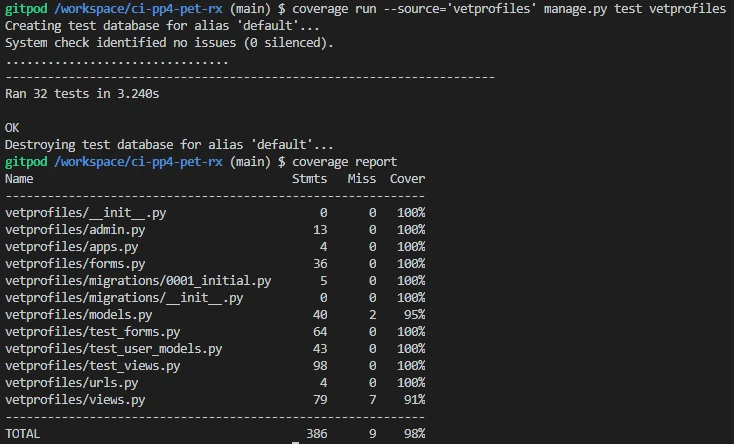 gitpod /workspace/ci-pp4-pet-rx (main) $ coverage run --source='vetprofiles' manage.py test vetprofiles
Creating test database for alias 'default'...
System check identified no issues (0 silenced).
................................
----------------------------------------------------------------------
Ran 32 tests in 3.240s

OK
Destroying test database for alias 'default'...
gitpod /workspace/ci-pp4-pet-rx (main) $ coverage report
Name                                     Stmts   Miss  Cover
------------------------------------------------------------
vetprofiles/__init__.py                      0      0   100%
vetprofiles/admin.py                        13      0   100%
vetprofiles/apps.py                          4      0   100%
vetprofiles/forms.py                        36      0   100%
vetprofiles/migrations/0001_initial.py       5      0   100%
vetprofiles/migrations/__init__.py           0      0   100%
vetprofiles/models.py                       40      2    95%
vetprofiles/test_forms.py                   64      0   100%
vetprofiles/test_user_models.py             43      0   100%
vetprofiles/test_views.py                   98      0   100%
vetprofiles/urls.py                          4      0   100%
vetprofiles/views.py                        79      7    91%
------------------------------------------------------------
TOTAL                                      386      9    98%